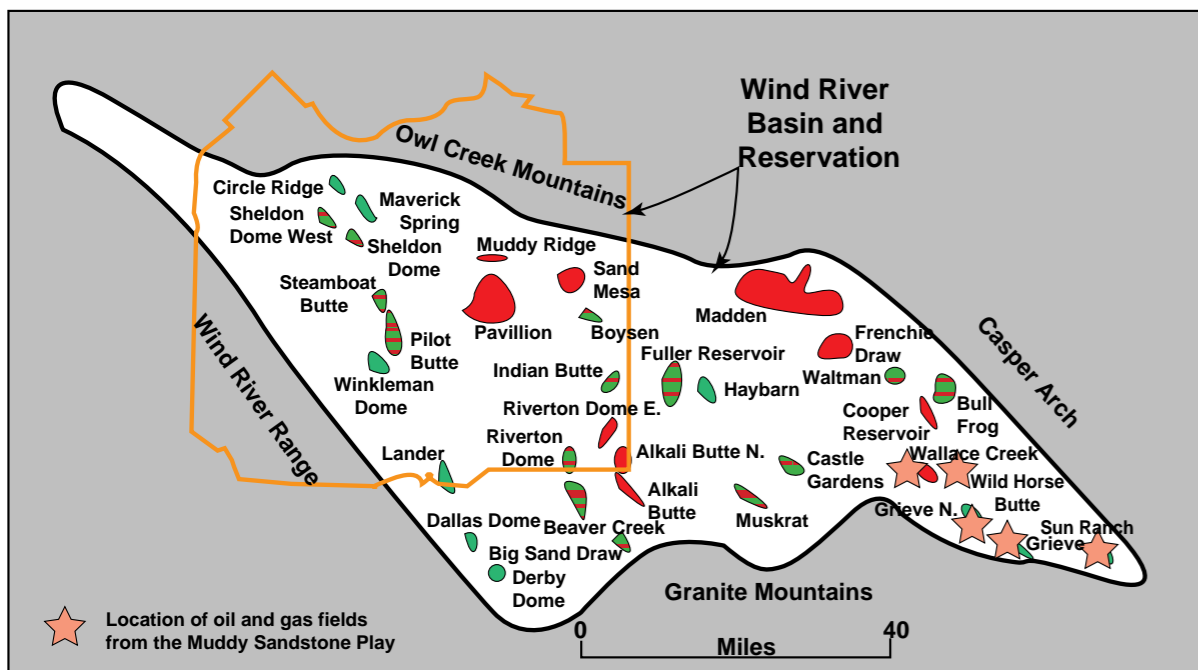 Wind River
Basin and
Reservation
Owl Creek Mountains
Circle Ridge
Maverick
Spring
Sheldon
Dome West
Sheldon
Dome
Muddy Ridge
Sand
Mesa
Steamboat
Butte
Madden
Pavillion
Boysen
Casper Arch
Wind River Range
Pilot
Butte
Frenchie
Draw
Fuller Reservoir
Indian Butte
Haybarn
Waltman
Winkleman
Dome
Riverton Dome E.
Cooper
Reservoir
Bull
Frog
Riverton
Dome
Lander
Alkali Butte N.
Castle
Gardens
Wallace Creek
Wild Horse
Butte
Alkali
Butte
Muskrat
Grieve N.
Dallas Dome
Beaver Creek
Sun Ranch
Grieve
Big Sand Draw
Derby
Dome
Granite Mountains
Location of oil and gas fields
from the Muddy Sandstone Play
0 40
Miles